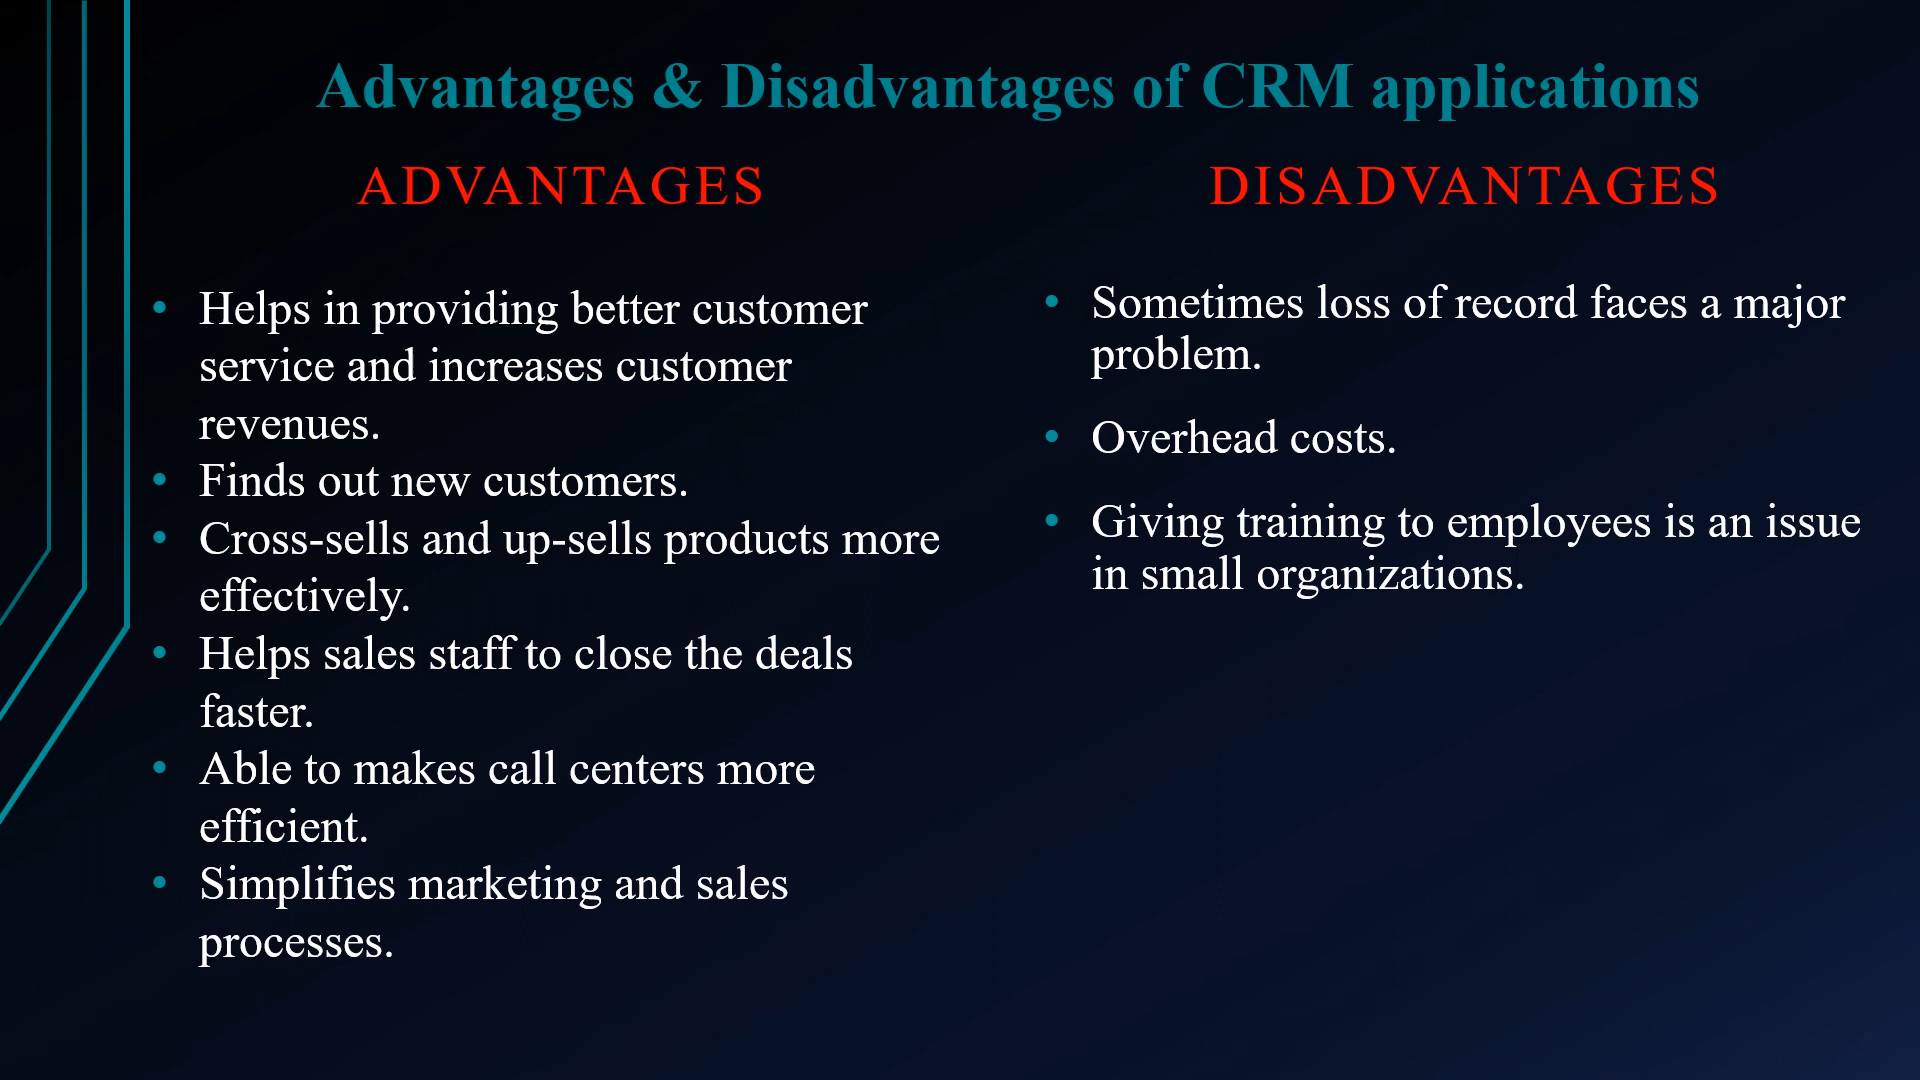 Advantages & Disadvantages of CRM applications
ADVANTAGES
• Helps in providing better customer
service and increases customer
revenues.
• Finds out new customers.
• Cross-sells and up-sells products more
effectively.
• Helps sales staff to close the deals
faster.
• Able to makes call centers more
efficient.
• Simplifies marketing and sales
processes.
DISADVANTAGES
• Sometimes loss of record faces a major
problem.
• Overhead costs.
• Giving training to employees is an issue
in small organizations.